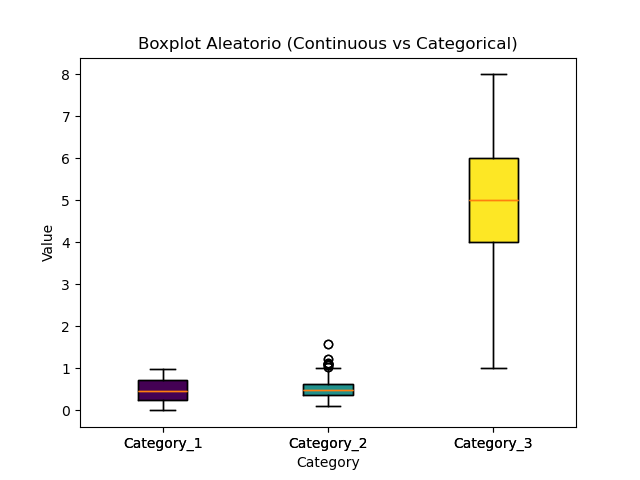 Boxplot Aleatorio (Continuous vs Categorical)
8
7
6
5
4
3
2
1
0
Value
Category_1 Category_2 Category_3
Category